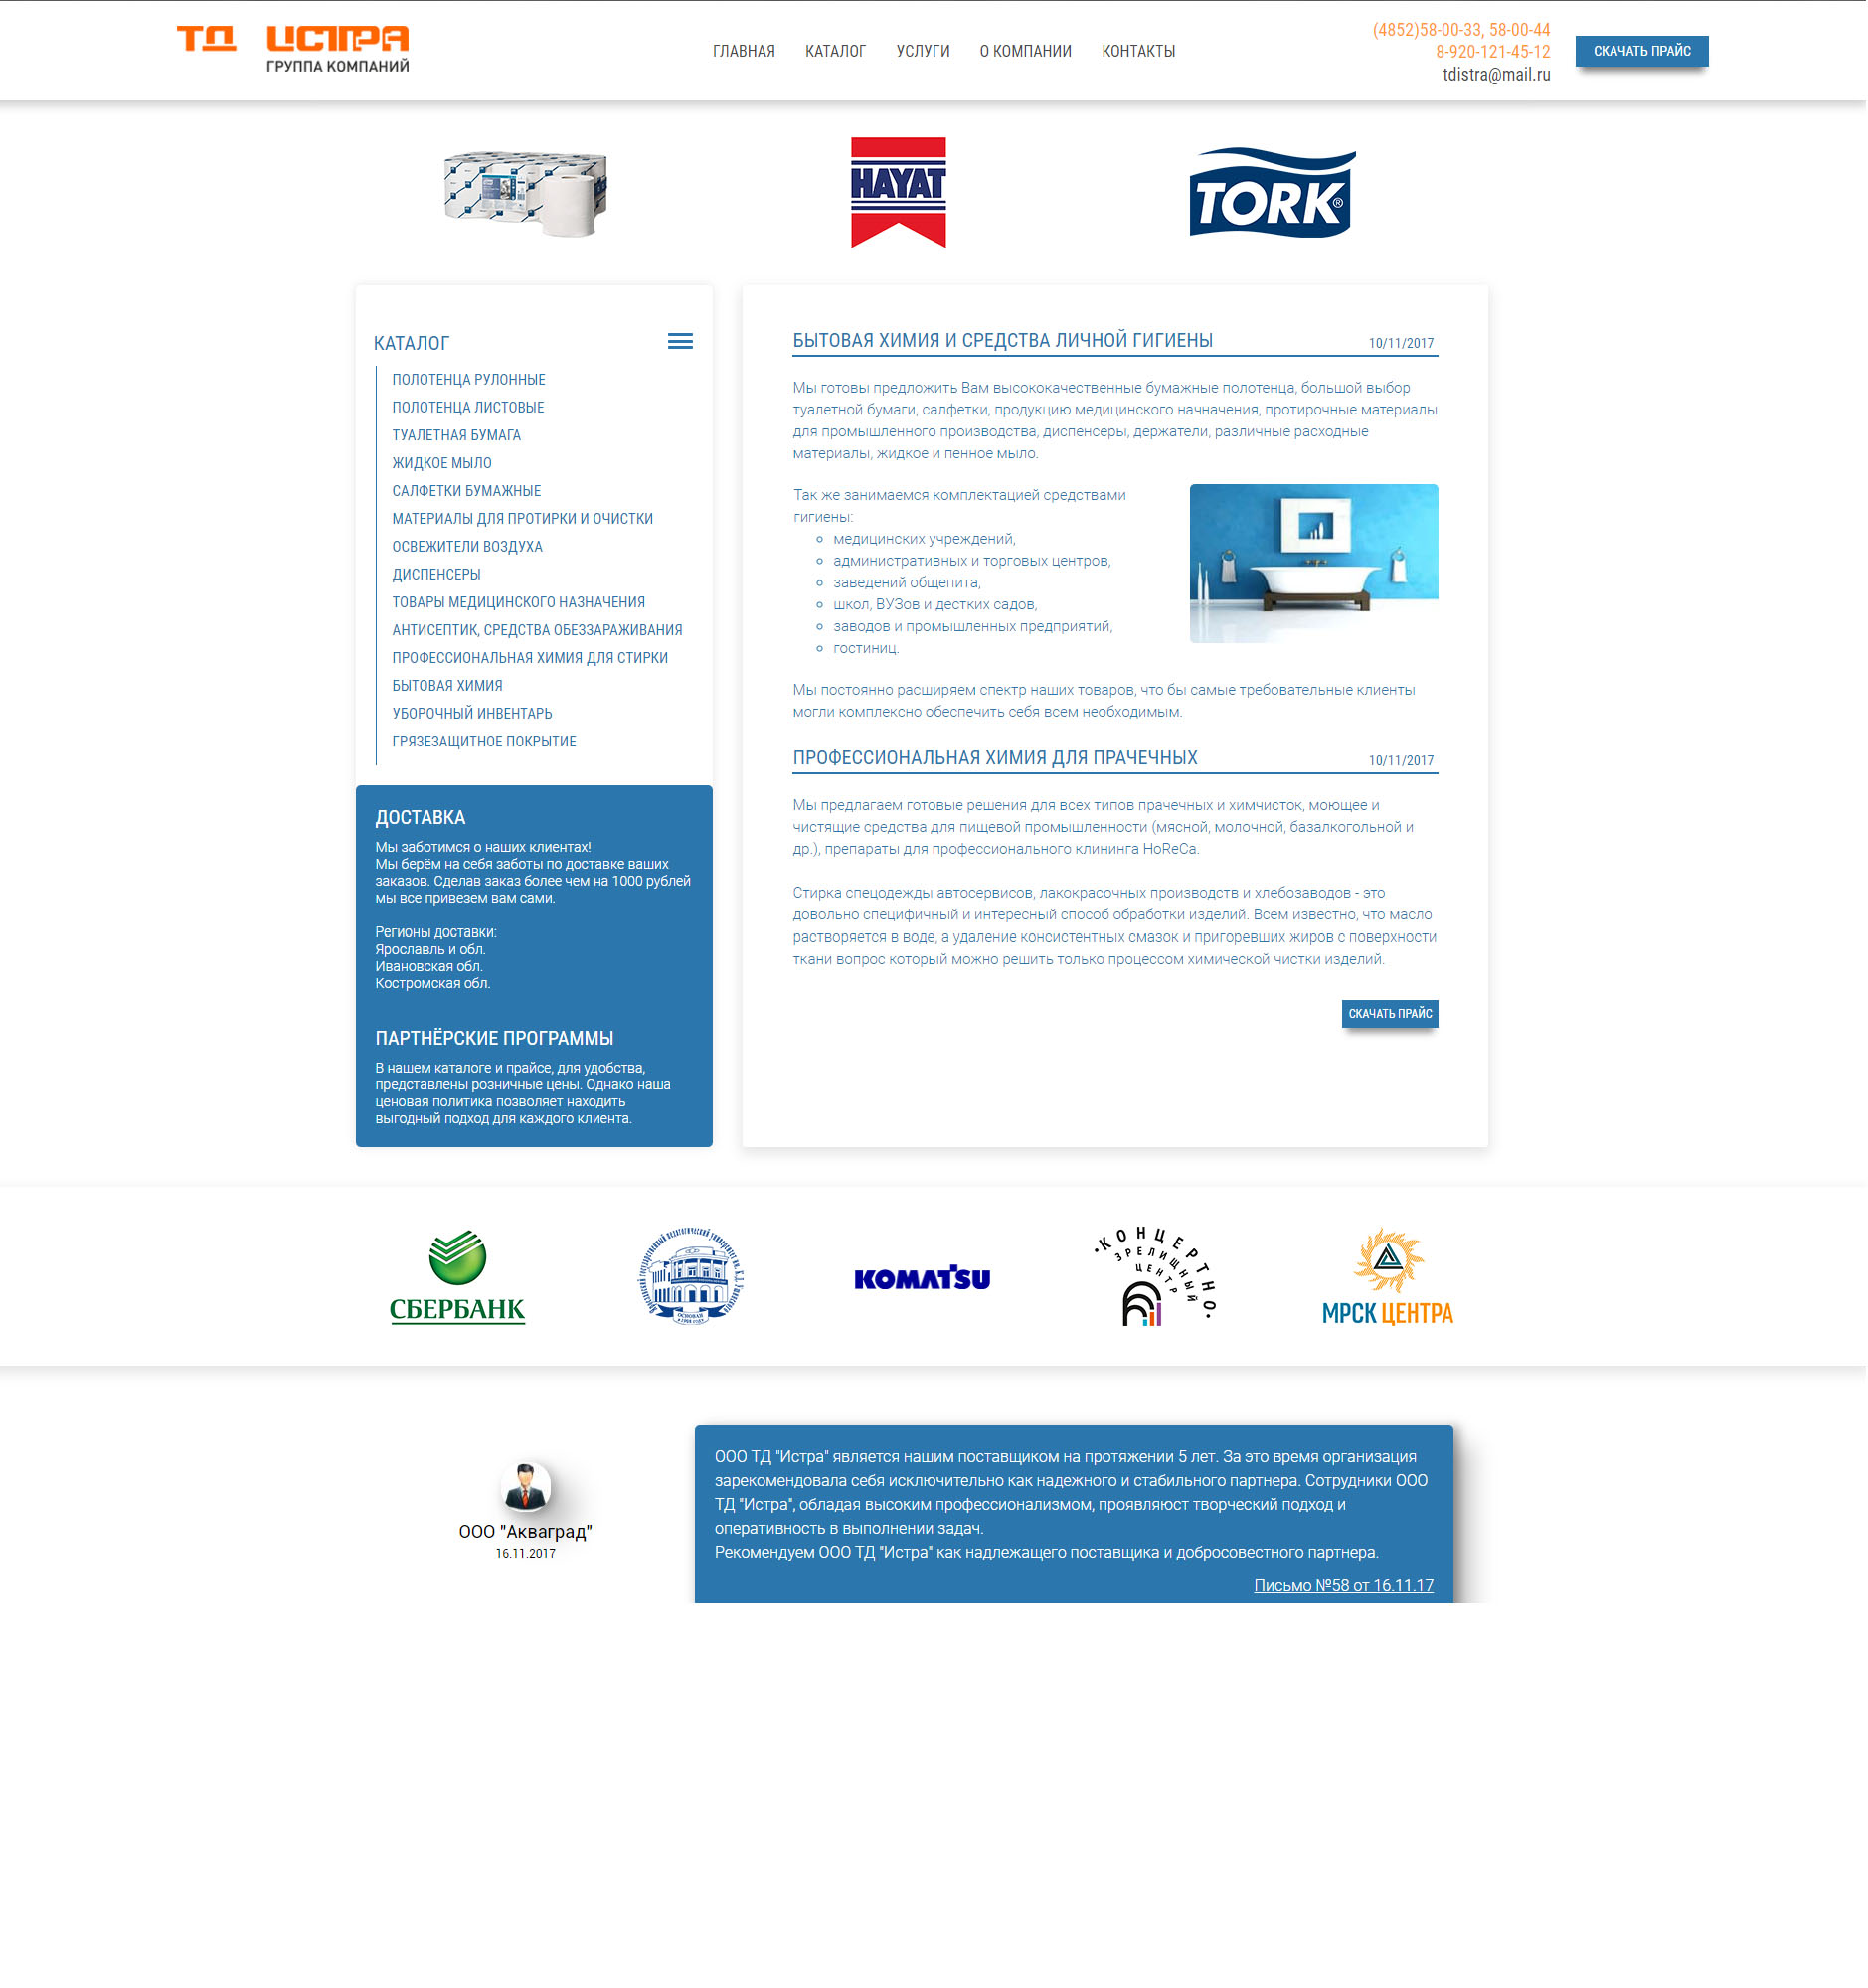 ТД ИСТРА
ГРУППА КОМПАНИЙ
ГЛАВНАЯ КАТАЛОГ УСЛУГИ О КОМПАНИИ КОНТАКТЫ
(4852)58-00-33, 58-00-44
8-920-121-45-12
tdistra@mail.ru
СКАЧАТЬ ПРАЙС
HAYAT
TORK®
КАТАЛОГ
ПОЛОТЕНЦА РУЛОННЫЕ
ПОЛОТЕНЦА ЛИСТОВЫЕ
ТУАЛЕТНАЯ БУМАГА
ЖИДКОЕ МЫЛО
САЛФЕТКИ БУМАЖНЫЕ
МАТЕРИАЛЫ ДЛЯ ПРОТИРКИ И ОЧИСТКИ
ОСВЕЖИТЕЛИ ВОЗДУХА
ДИСПЕНСЕРЫ
ТОВАРЫ МЕДИЦИНСКОГО НАЗНАЧЕНИЯ
АНТИСЕПТИК, СРЕДСТВА ОБЕЗЗАРАЖИВАНИЯ
ПРОФЕССИОНАЛЬНАЯ ХИМИЯ ДЛЯ СТИРКИ
БЫТОВАЯ ХИМИЯ
УБОРОЧНЫЙ ИНВЕНТАРЬ
ГРЯЗЕЗАЩИТНОЕ ПОКРЫТИЕ
ДОСТАВКА
Мы заботимся о наших клиентах!
Мы берём на себя заботы по доставке ваших
заказов. Сделав заказ более чем на 1000 рублей
мы все привезем вам сами.
Регионы доставки:
Ярославль и обл.
Ивановская обл.
Костромская обл.
ПАРТНЁРСКИЕ ПРОГРАММЫ
В нашем каталоге и прайсе, для удобства,
представлены розничные цены. Однако наша
ценовая политика позволяет находить
выгодный подход для каждого клиента.
БЫТОВАЯ ХИМИЯ И СРЕДСТВА ЛИЧНОЙ ГИГИЕНЫ 10/11/2017
Мы готовы предложить Вам высококачественные бумажные полотенца, большой выбор
туалетной бумаги, салфетки, продукцию медицинского начначения, протирочные материалы
для промышленного производства, диспенсеры, держатели, различные расходные
материалы, жидкое и пенное мыло.
Так же занимаемся комплектацией средствами
гигиены:
медицинских учреждений,
административных и торговых центров,
заведений общепита,
школ, ВУЗов и дестких садов,
заводов и промышленных предприятий,
гостиниц.
Мы постоянно расширяем спектр наших товаров, что бы самые требовательные клиенты
могли комплексно обеспечить себя всем необходимым.
ПРОФЕССИОНАЛЬНАЯ ХИМИЯ ДЛЯ ПРАЧЕЧНЫХ 10/11/2017
Мы предлагаем готовые решения для всех типов прачечных и химчисток, моющее и
чистящие средства для пищевой промышленности (мясной, молочной, базалкогольной и
др.), препараты для профессионального клининга HoReCa.
Стирка спецодежды автосервисов, лакокрасочных производств и хлебозаводов - это
довольно специфичный и интересный способ обработки изделий. Всем известно, что масло
растворяется в воде, а удаление консистентных смазок и пригоревших жиров с поверхности
ткани вопрос который можно решить только процессом химической чистки изделий.
СКАЧАТЬ ПРАЙС
СБЕРБАНК
KOMATSU
КОНЦЕРТНО
ЗРЕЛИЩНЫЙ
ЦЕНТР
МРСК ЦЕНТРА
ООО "Акваград"
16.11.2017
ООО ТД "Истра" является нашим поставщиком на протяжении 5 лет. За это время организация
зарекомендовала себя исключительно как надежного и стабильного партнера. Сотрудники ООО
ТД "Истра", обладая высоким профессионализмом, проявляюст творческий подход и
оперативность в выполнении задач.
Рекомендуем ООО ТД "Истра" как надлежащего поставщика и добросовестного партнера.
Письмо №58 от 16.11.17